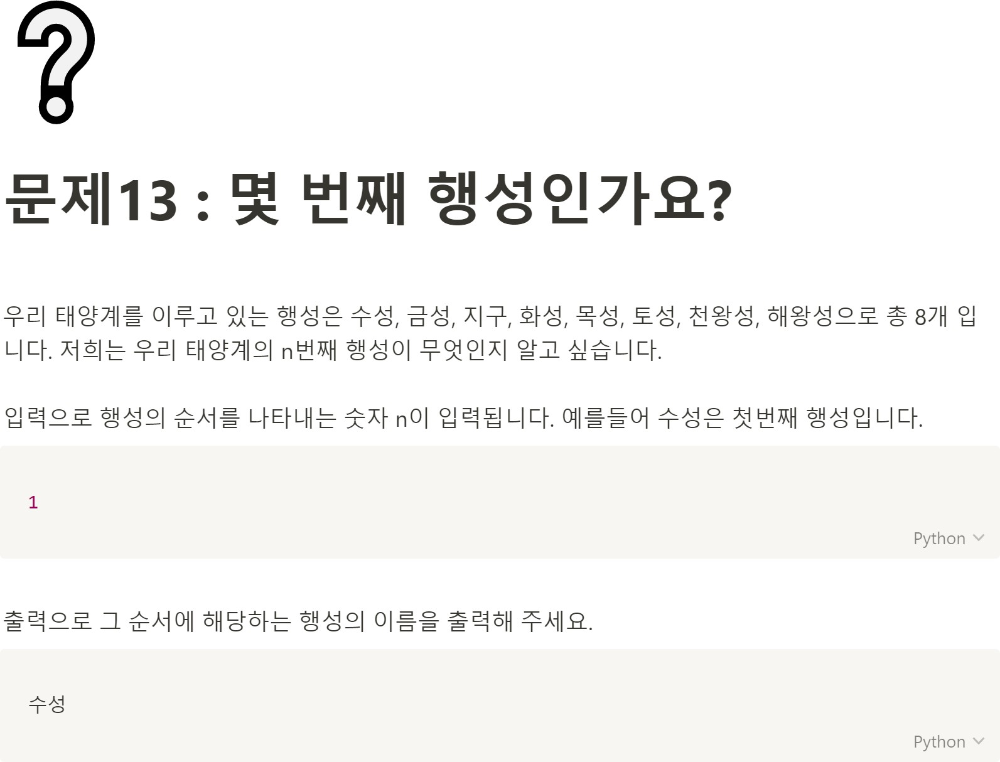 문제13 : 몇 번째 행성인가요?
우리 태양계를 이루고 있는 행성은 수성, 금성, 지구, 화성, 목성, 토성, 천왕성, 해왕성으로 총 8개 입
니다. 저희는 우리 태양계의 n번째 행성이 무엇인지 알고 싶습니다.
입력으로 행성의 순서를 나타내는 숫자 n이 입력됩니다. 예를들어 수성은 첫번째 행성입니다.
1
Python
출력으로 그 순서에 해당하는 행성의 이름을 출력해 주세요.
수성
Python